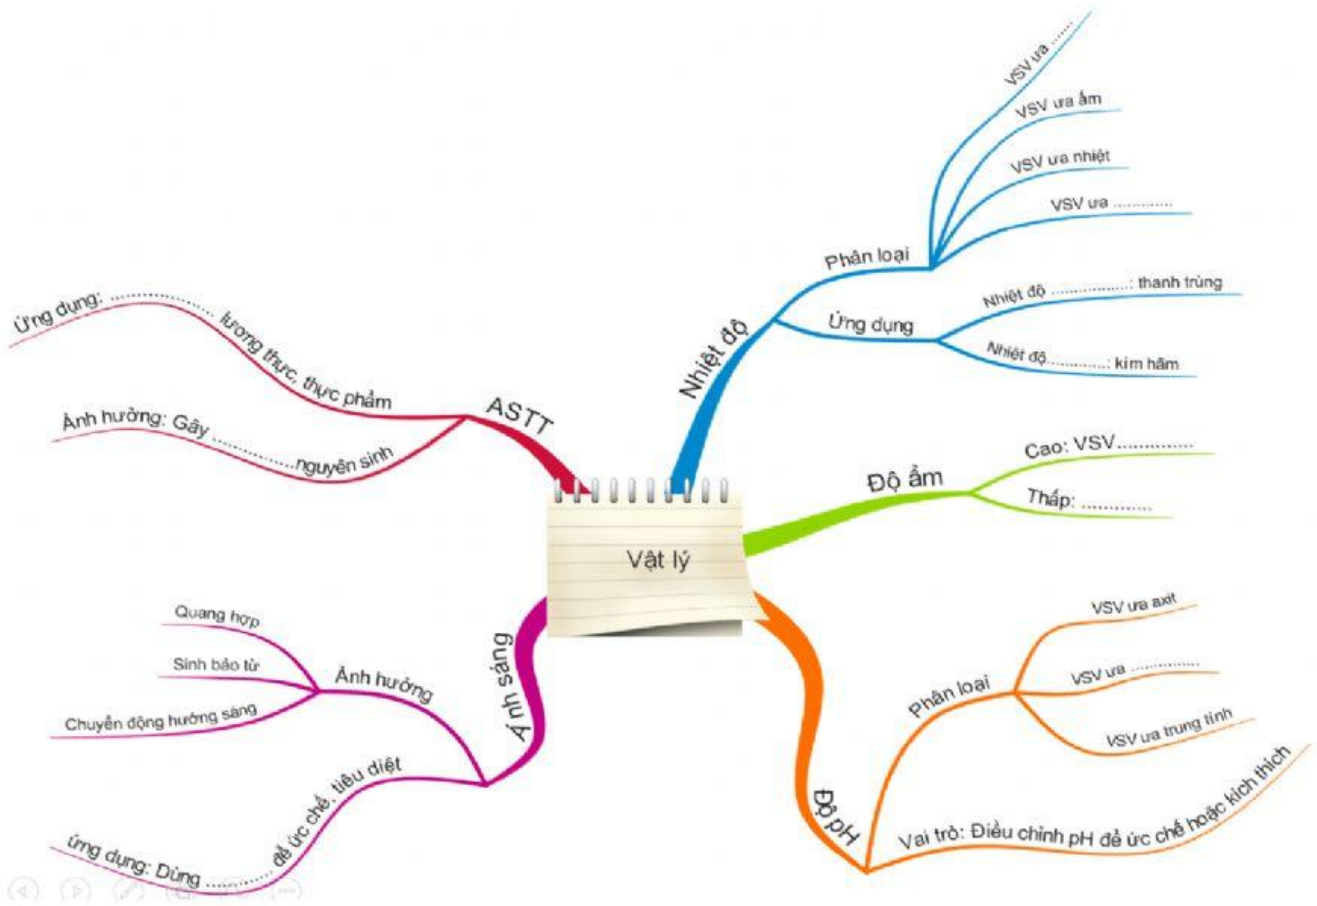 Vật lý
Nhiệt độ
Phân loại
VSV ưa ......
VSV ưa ấm
VSV ưa nhiệt
VSV ưa ............
Ứng dụng
Nhiệt độ ................: thanh trùng
Nhiệt độ............: kìm hãm
Độ ẩm
Cao: VSV..............
Thấp: .............
Độ pH
Phân loại
VSV ưa axit
VSV ưa ..............
VSV ưa trung tính
Vai trò: Điều chỉnh pH để ức chế hoặc kích thích
Ánh sáng
Ảnh hưởng
Quang hợp
Sinh bào tử
Chuyển động hướng sáng
ứng dụng: Dùng ............ để ức chế, tiêu diệt
ASTT
Ứng dụng: .................... lương thực, thực phẩm
Ảnh hưởng: Gây ................nguyên sinh